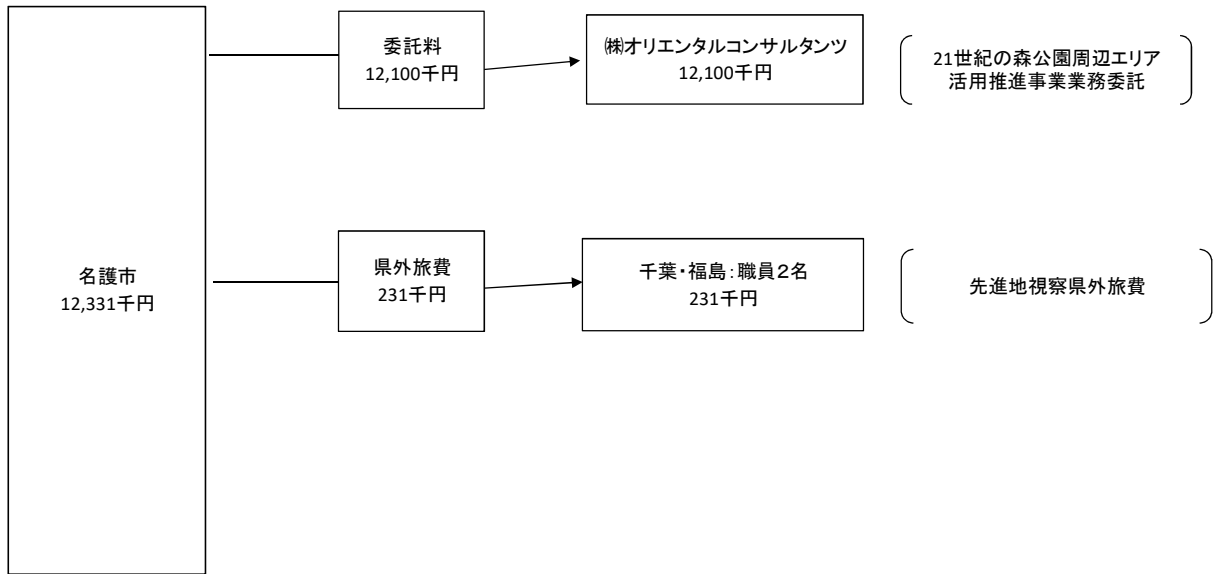 委託料
12,100千円
㈱オリエンタルコンサルタンツ
12,100千円
21世紀の森公園周辺エリア
活用推進事業業務委託
名護市
12,331千円
県外旅費
231千円
千葉・福島：職員２名
231千円
先進地視察県外旅費